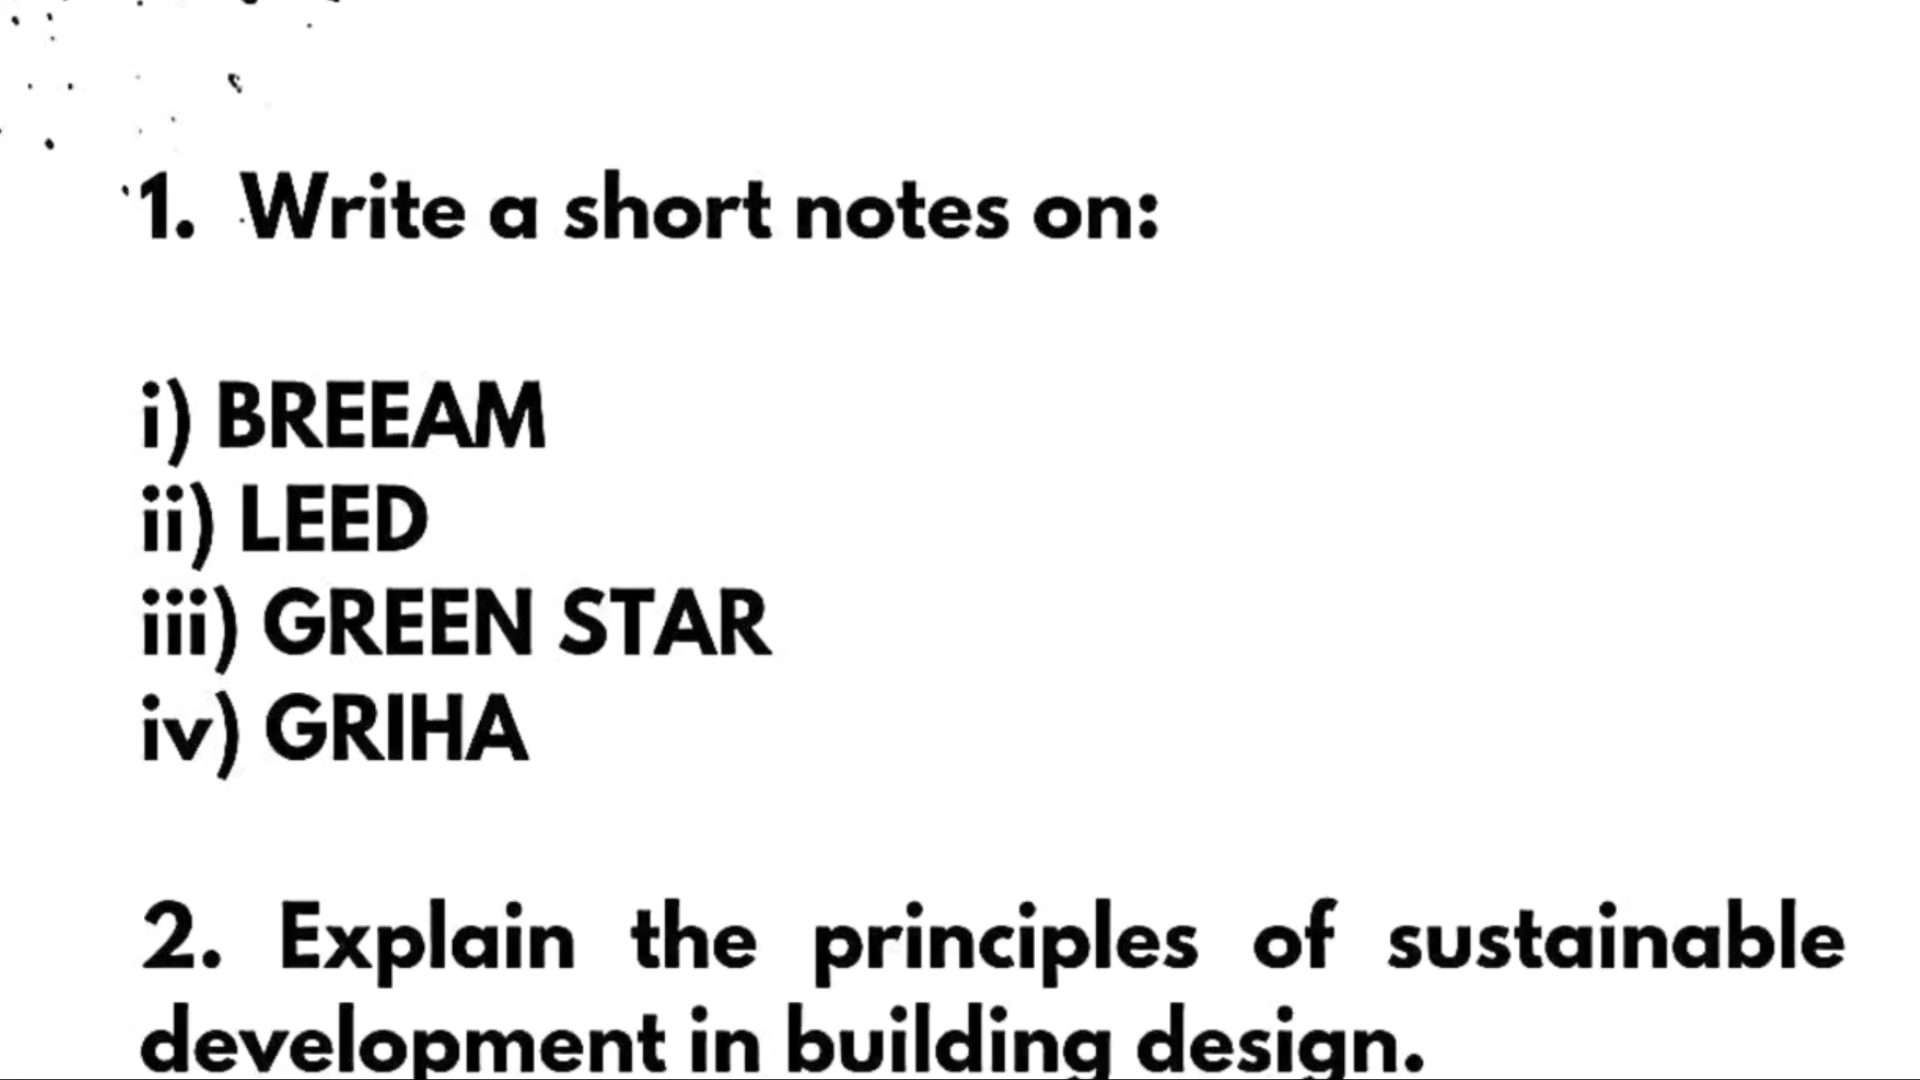 1. Write a short notes on:
i) BREEAM
ii) LEED
iii) GREEN STAR
iv) GRIHA
2. Explain the principles of sustainable
development in building design.